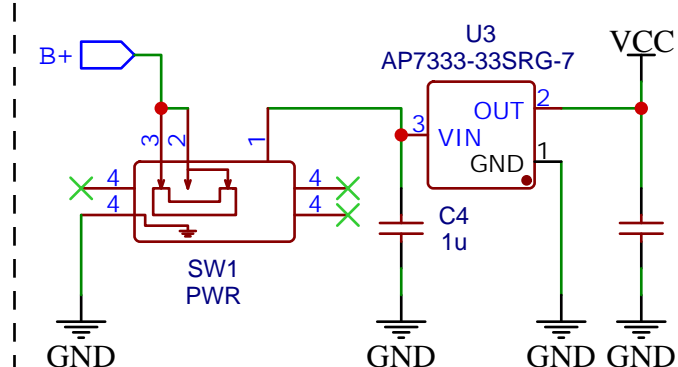 U3
AP7333-33SRG-7
VCC
B+
3
2
1
3
VIN
OUT
2
GND
1
4
4
4
4
C4
1u
SW1
PWR
GND
GND
GND
GND